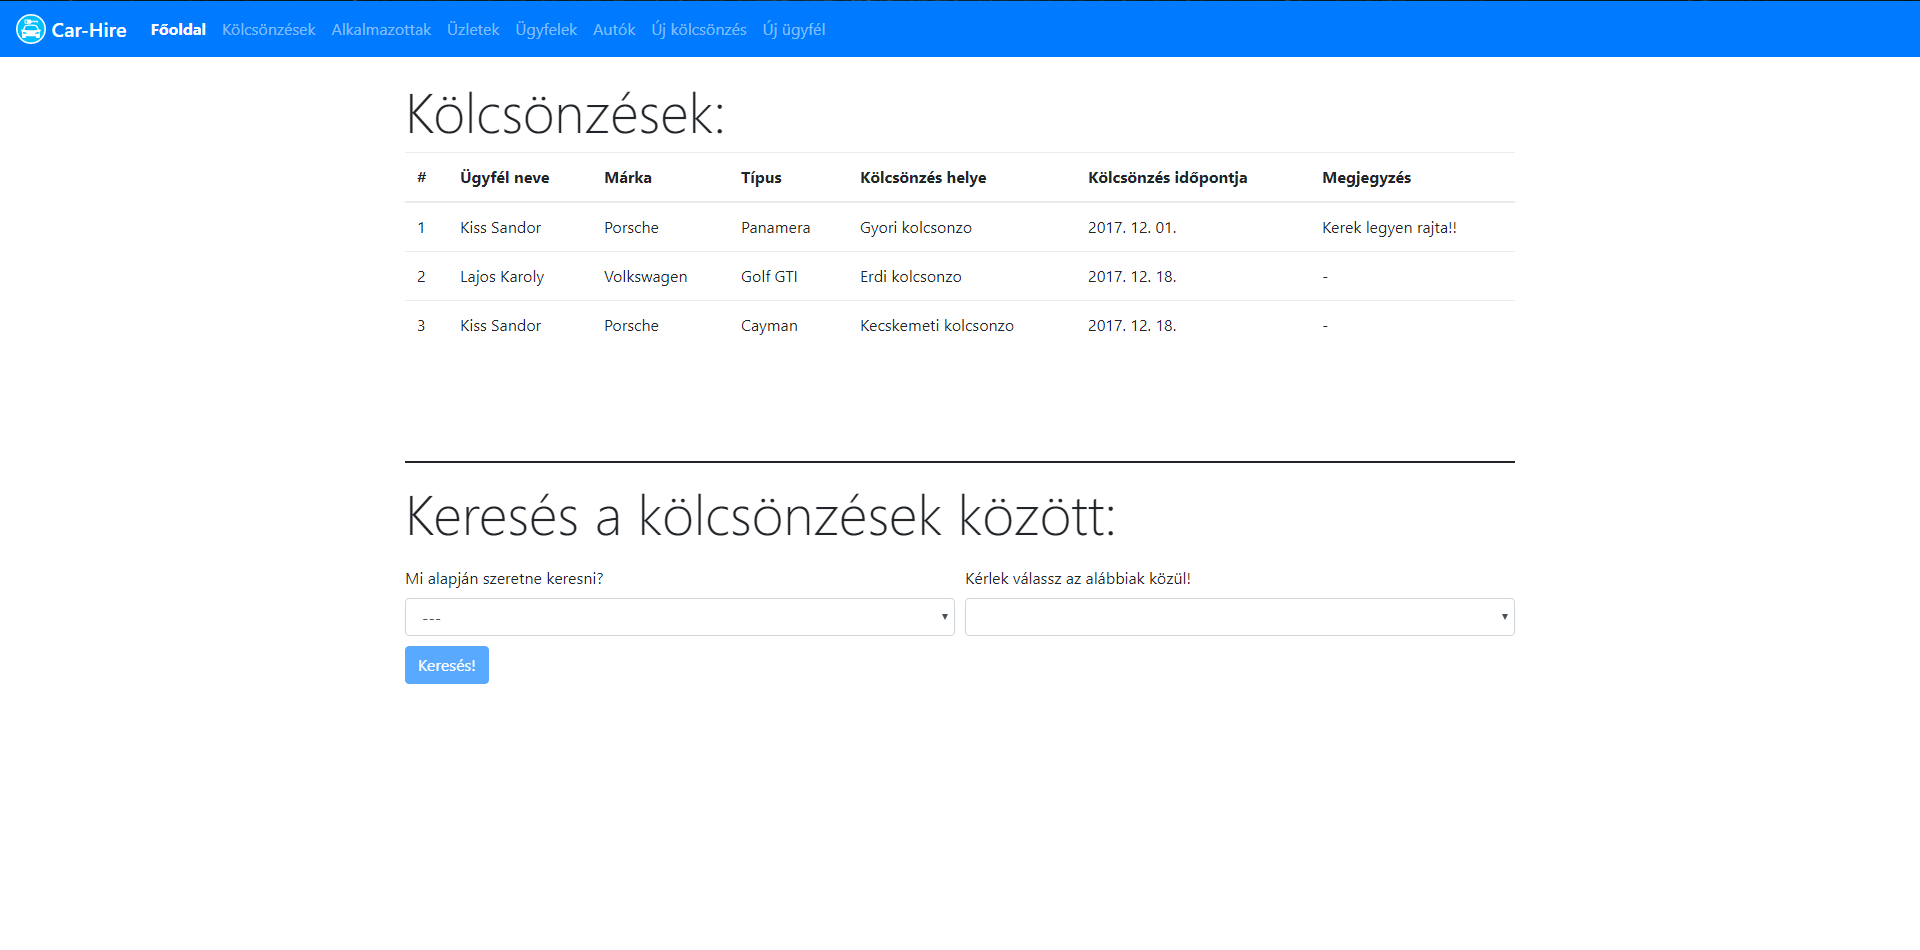 Car-Hire Főoldal Kölcsönzések Alkalmazottak Üzletek Ügyfelek Autók Új kölcsönzés Új ügyfél
Kölcsönzések:
# Ügyfél neve Márka Típus Kölcsönzés helye Kölcsönzés időpontja Megjegyzés
1 Kiss Sandor Porsche Panamera Gyori kolcsonzo 2017. 12. 01. Kerek legyen rajta!!
2 Lajos Karoly Volkswagen Golf GTI Erdi kolcsonzo 2017. 12. 18. -
3 Kiss Sandor Porsche Cayman Kecskemeti kolcsonzo 2017. 12. 18. -
Keresés a kölcsönzések között:
Mi alapján szeretne keresni? Kérlek válassz az alábbiak közül!
---
Keresés!